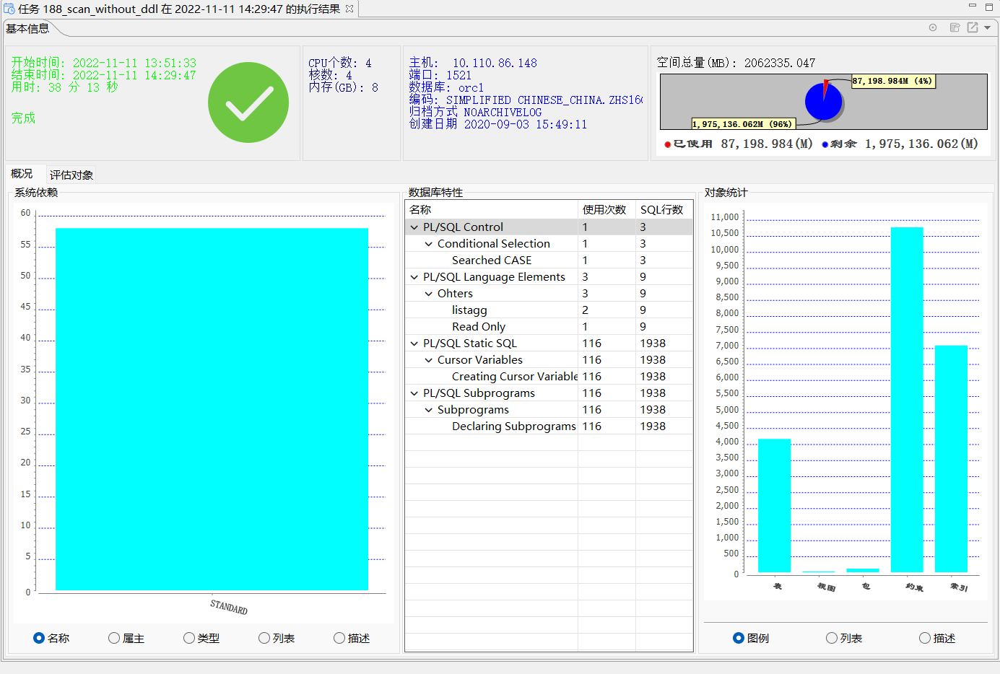 任务 188_scan_without_ddl 在 2022-11-11 14:29:47 的执行结果
基本信息
开始时间: 2022-11-11 13:51:33
结束时间: 2022-11-11 14:29:47
用时: 38 分 13 秒
完成
CPU个数: 4
核数: 4
内存(GB): 8
主机: 10.110.86.148
端口: 1521
数据库: orcl
编码: SIMPLIFIED CHINESE_CHINA.ZHS16
归档方式 NOARCHIVELOG
创建日期 2020-09-03 15:49:11
空间总量(MB): 2062335.047
87,198.984M (4%)
1,975,136.062M (96%)
已使用 87,198.984(M) 剩余 1,975,136.062(M)
概况 评估对象
系统依赖
60
55
50
45
40
35
30
25
20
15
10
5
0
STANDARD
名称 属主 类型 列表 描述
数据库特性
名称 使用次数 SQL行数
PL/SQL Control 1 3
Conditional Selection 1 3
Searched CASE 1 3
PL/SQL Language Elements 3 9
Ohters 3 9
listagg 2 9
Read Only 1 9
PL/SQL Static SQL 116 1938
Cursor Variables 116 1938
Creating Cursor Variable 116 1938
PL/SQL Subprograms 116 1938
Subprograms 116 1938
Declaring Subprograms 116 1938
对象统计
11,000
10,500
10,000
9,500
9,000
8,500
8,000
7,500
7,000
6,500
6,000
5,500
5,000
4,500
4,000
3,500
3,000
2,500
2,000
1,500
1,000
500
0
表 视图 包 约束 索引
图例 列表 描述